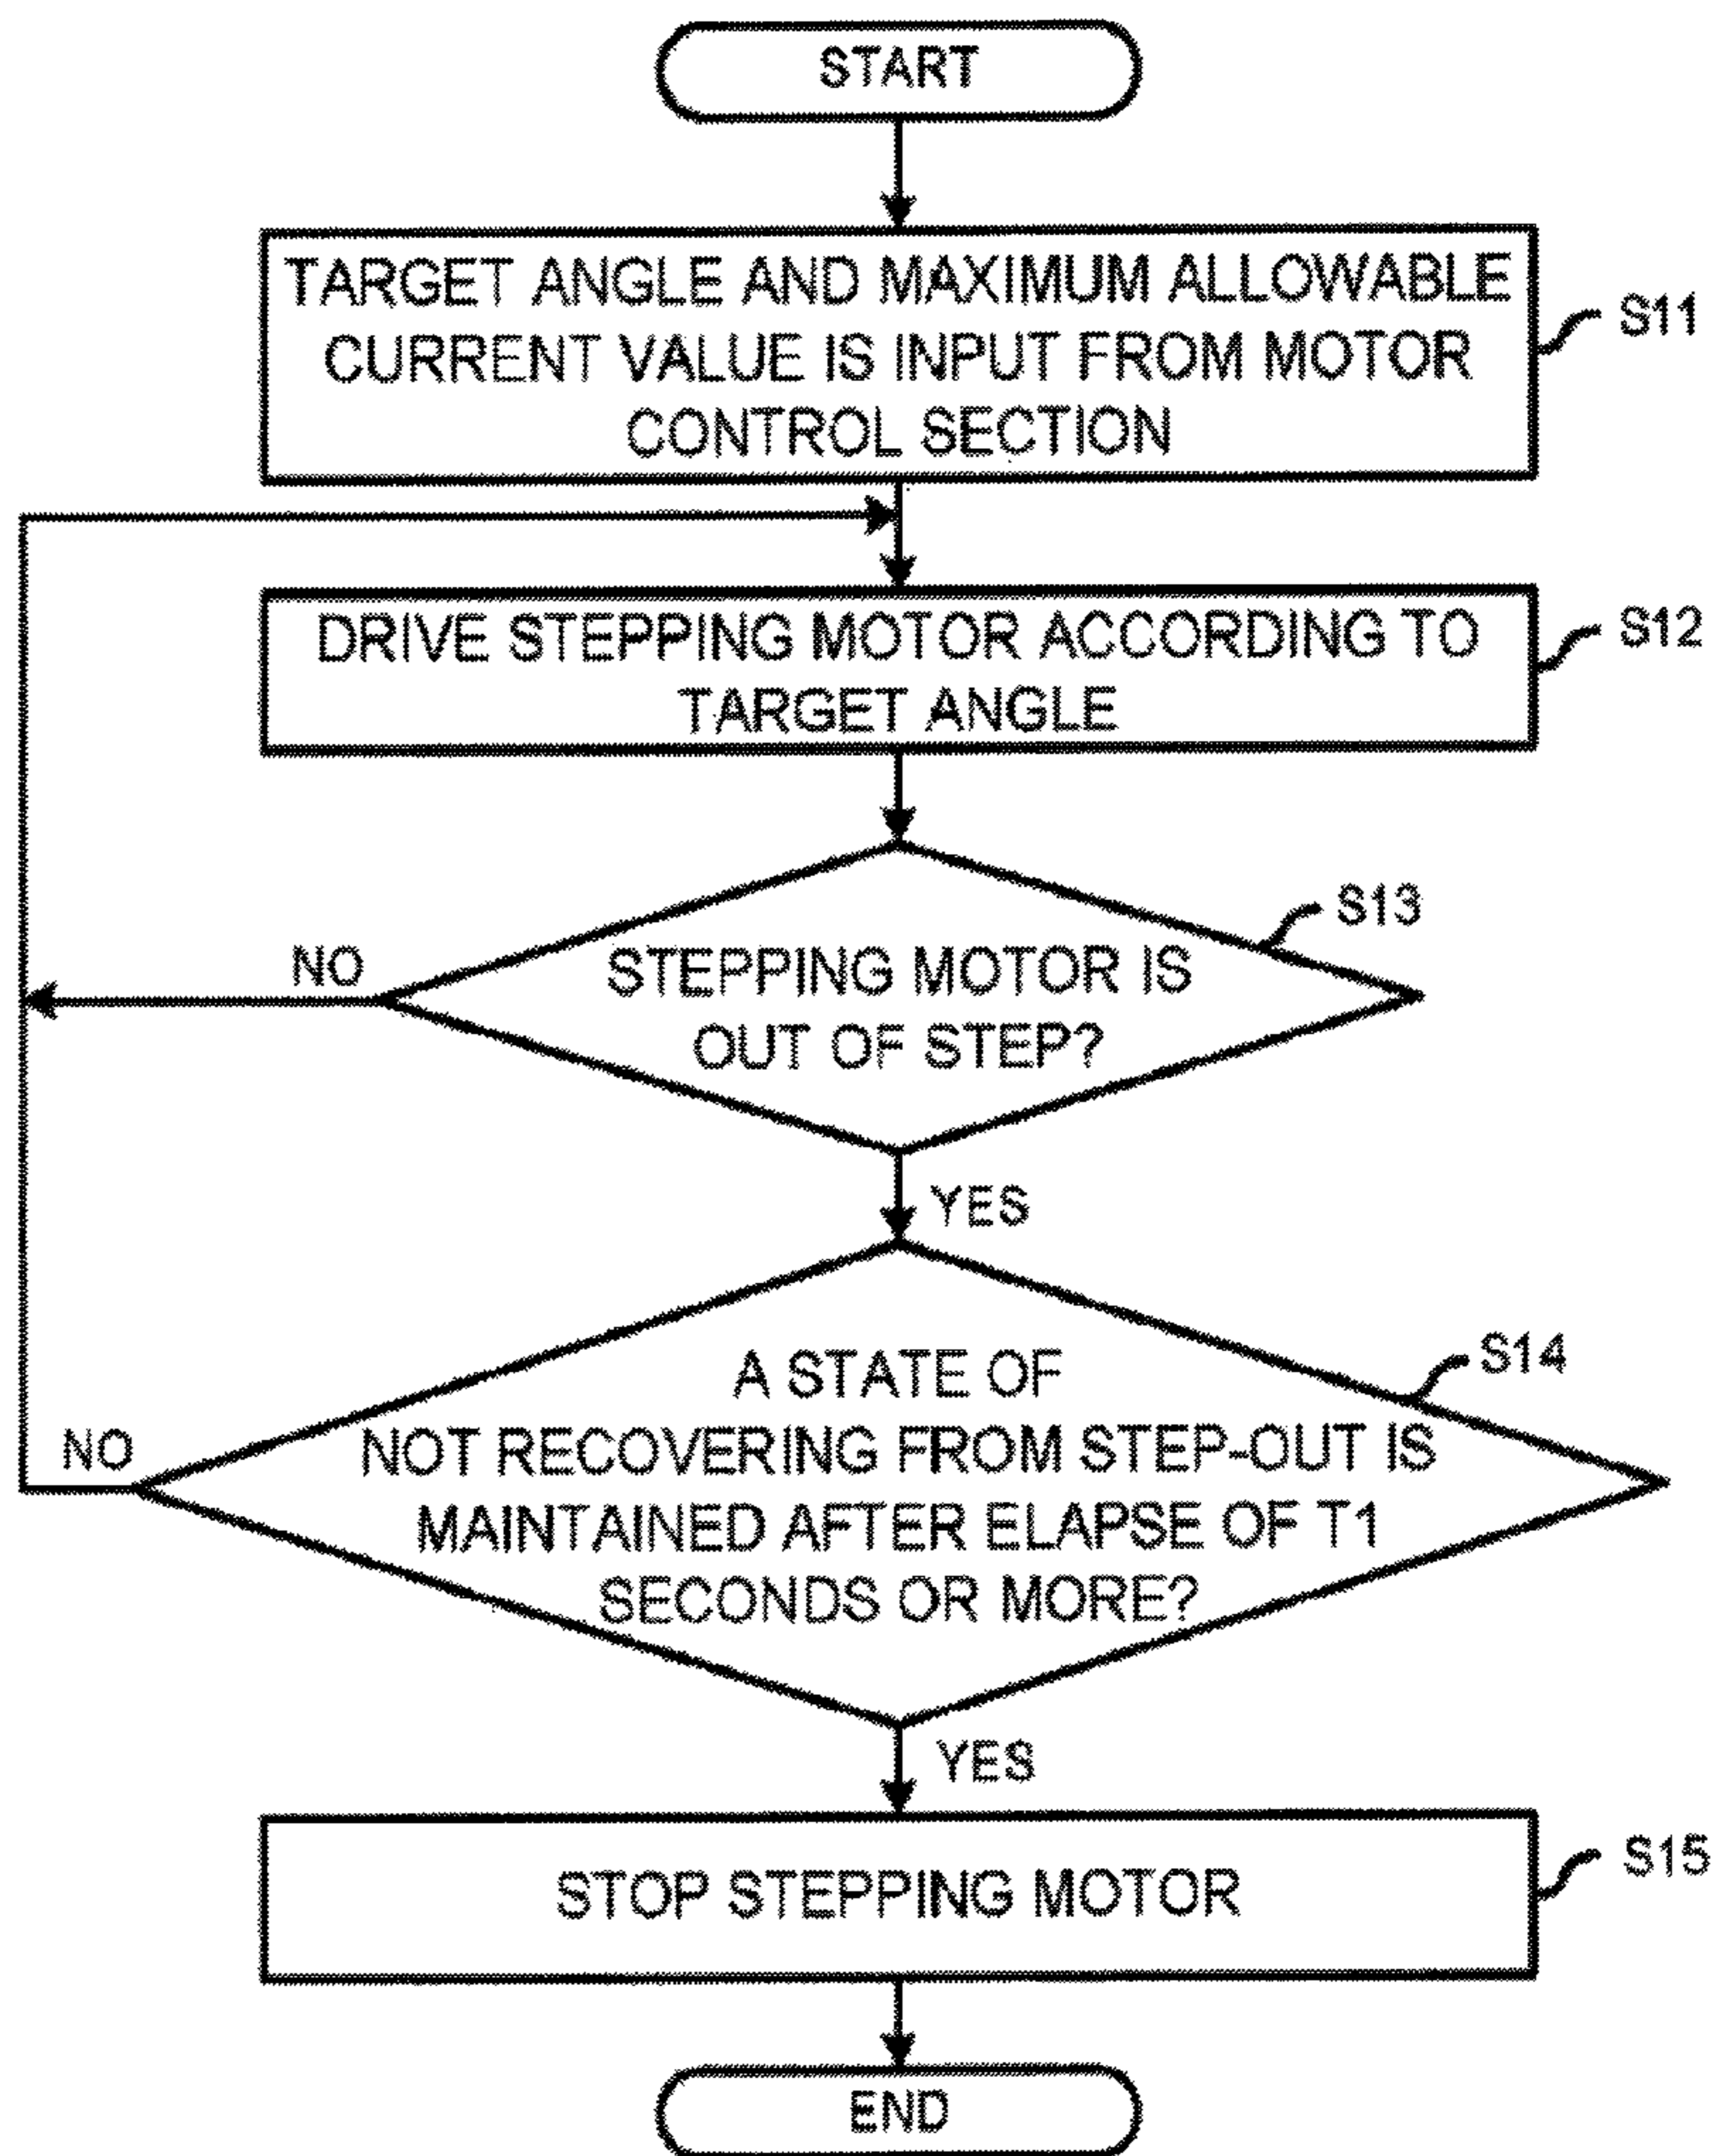 START
TARGET ANGLE AND MAXIMUM ALLOWABLE
CURRENT VALUE IS INPUT FROM MOTOR
CONTROL SECTION
S11
DRIVE STEPPING MOTOR ACCORDING TO
TARGET ANGLE
S12
S13
NO
STEPPING MOTOR IS
OUT OF STEP?
YES
S14
NO
A STATE OF
NOT RECOVERING FROM STEP-OUT IS
MAINTAINED AFTER ELAPSE OF T1
SECONDS OR MORE?
YES
STOP STEPPING MOTOR
S15
END